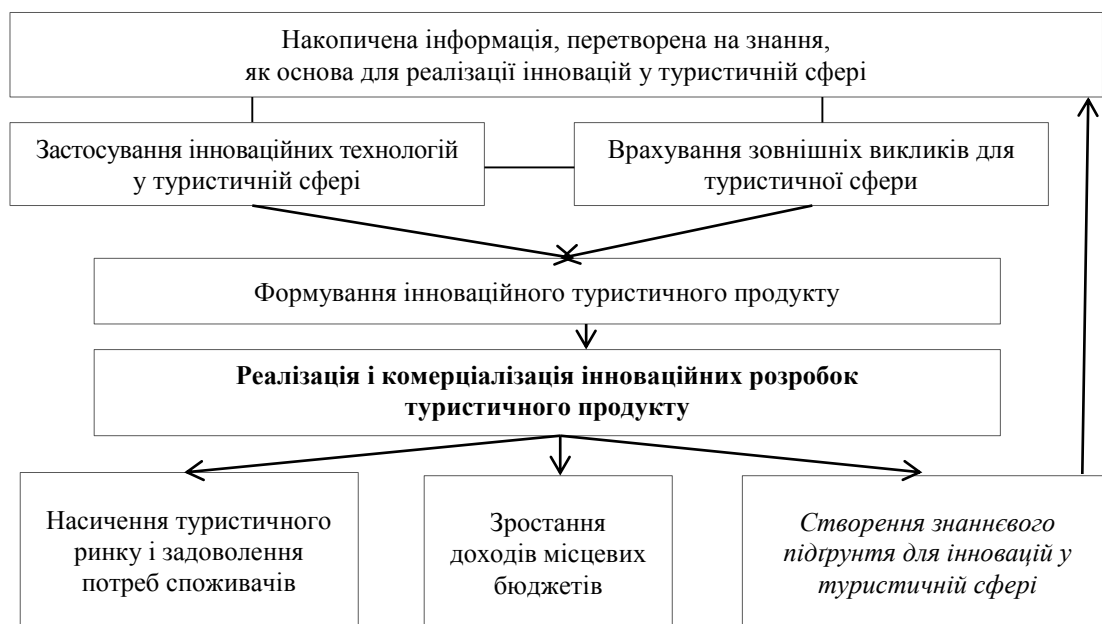 Накопичена інформація, перетворена на знання,
як основа для реалізації інновацій у туристичній сфері
Застосування інноваційних технологій
у туристичній сфері
Врахування зовнішніх викликів для
туристичної сфери
Формування інноваційного туристичного продукту
Реалізація і комерціалізація інноваційних розробок
туристичного продукту
Насичення туристичного
ринку і задоволення
потреб споживачів
Зростання
доходів місцевих
бюджетів
Створення знаннєвого
підґрунтя для інновацій у
туристичній сфері